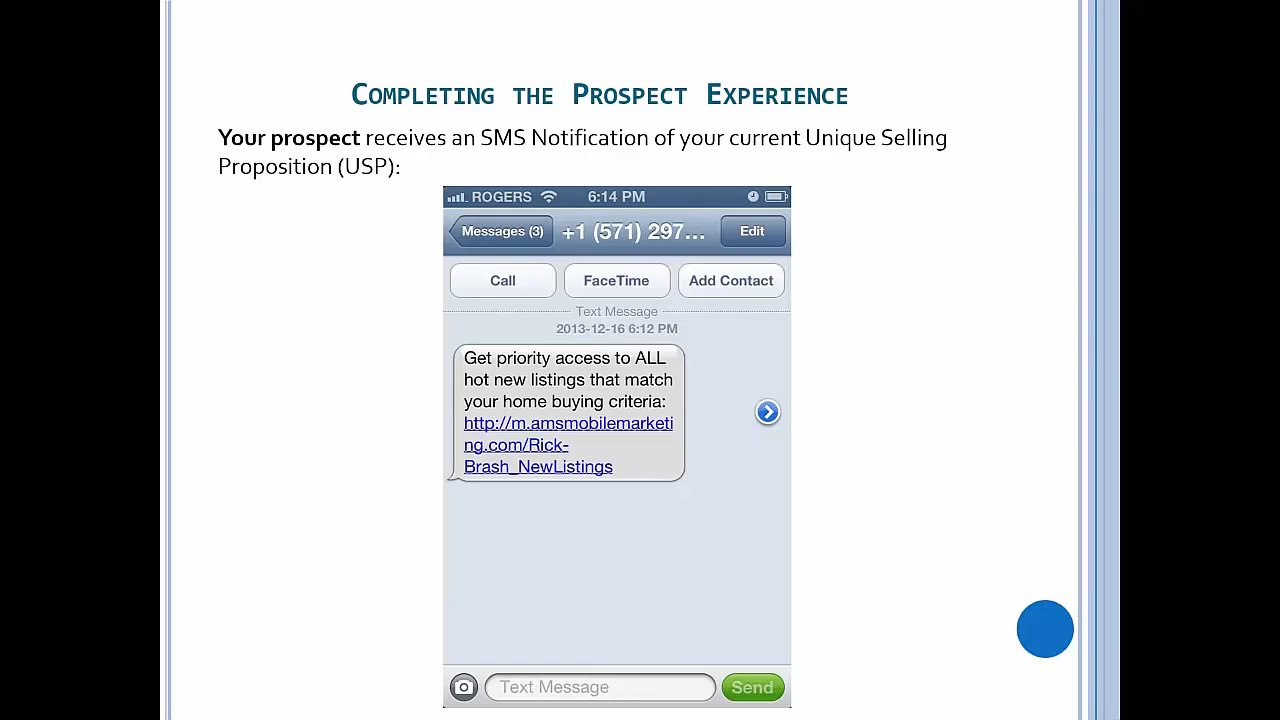 Completing the Prospect Experience
Your prospect receives an SMS Notification of your current Unique Selling
Proposition (USP):
ROGERS 6:14 PM
Messages (3) +1 (571) 297... Edit
Call FaceTime Add Contact
Text Message
2013-12-16 6:12 PM
Get priority access to ALL
hot new listings that match
your home buying criteria:
http://m.amsmobilemarketi
ng.com/Rick-
Brash_NewListings
Text Message Send